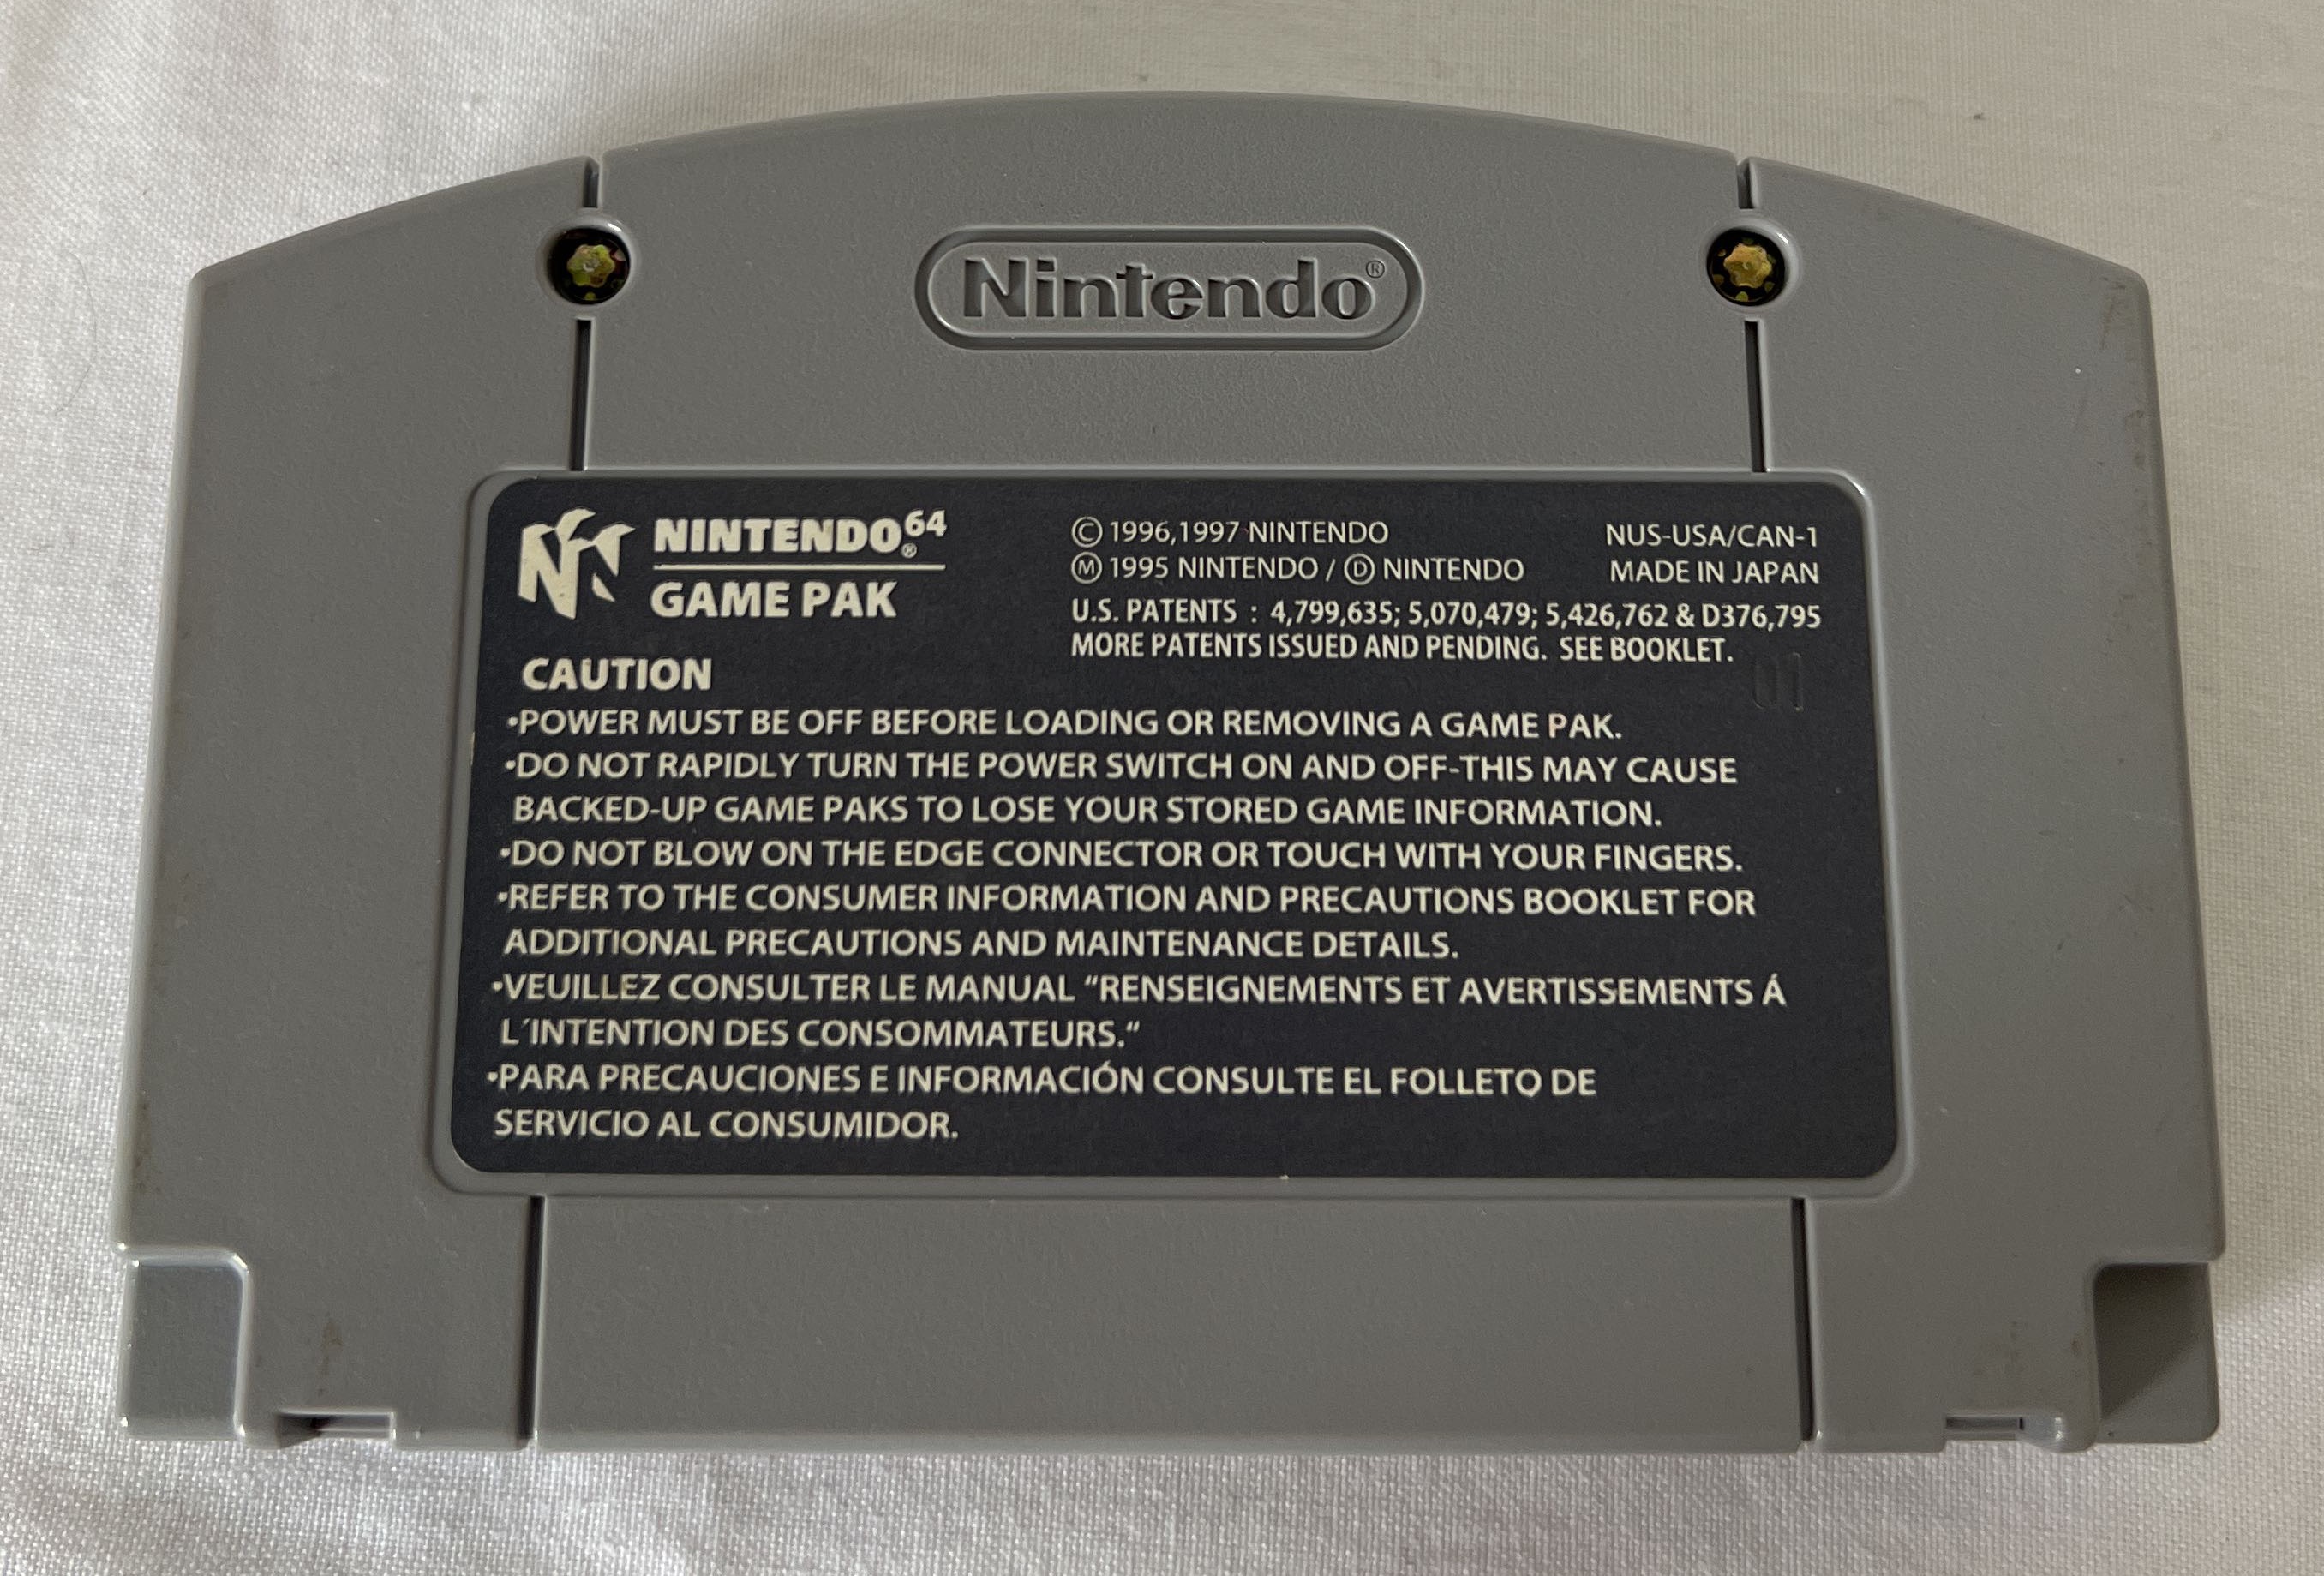 Nintendo®
NINTENDO⁶⁴®
GAME PAK
© 1996,1997 NINTENDO
Ⓜ 1995 NINTENDO / Ⓓ NINTENDO
NUS-USA/CAN-1
MADE IN JAPAN
U.S. PATENTS : 4,799,635; 5,070,479; 5,426,762 & D376,795
MORE PATENTS ISSUED AND PENDING. SEE BOOKLET.
01
CAUTION
•POWER MUST BE OFF BEFORE LOADING OR REMOVING A GAME PAK.
•DO NOT RAPIDLY TURN THE POWER SWITCH ON AND OFF-THIS MAY CAUSE
BACKED-UP GAME PAKS TO LOSE YOUR STORED GAME INFORMATION.
•DO NOT BLOW ON THE EDGE CONNECTOR OR TOUCH WITH YOUR FINGERS.
•REFER TO THE CONSUMER INFORMATION AND PRECAUTIONS BOOKLET FOR
ADDITIONAL PRECAUTIONS AND MAINTENANCE DETAILS.
•VEUILLEZ CONSULTER LE MANUAL “RENSEIGNEMENTS ET AVERTISSEMENTS Á
L´INTENTION DES CONSOMMATEURS.“
•PARA PRECAUCIONES E INFORMACIÓN CONSULTE EL FOLLETO DE
SERVICIO AL CONSUMIDOR.